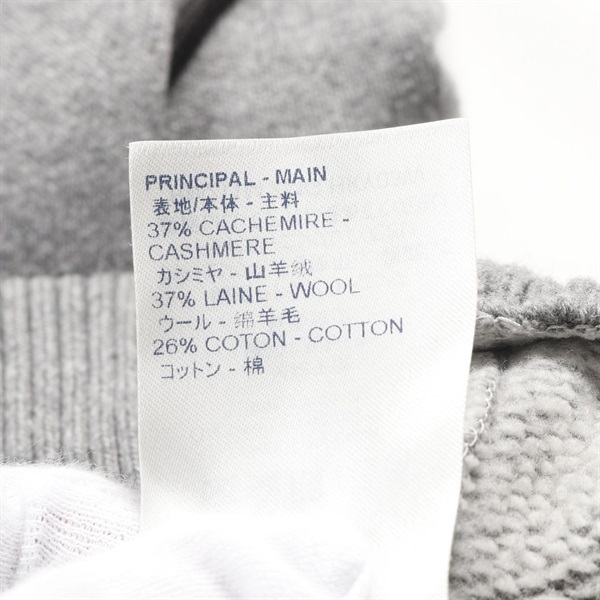 PRINCIPAL - MAIN
表地/本体 - 主料
37% CACHEMIRE -
CASHMERE
カシミヤ - 山羊绒
37% LAINE - WOOL
ウール - 绵羊毛
26% COTON - COTTON
コットン - 棉